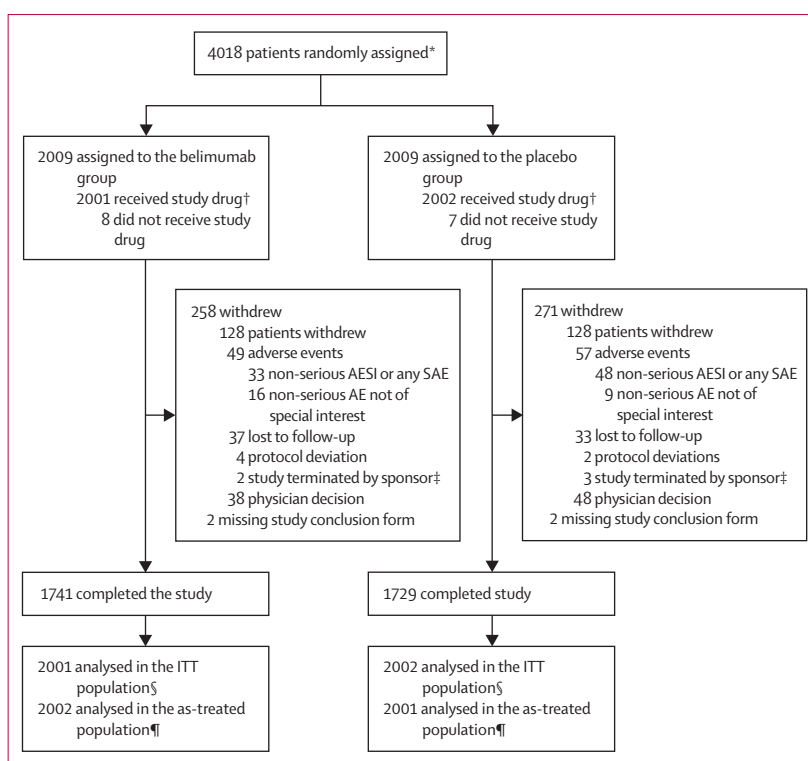 4018 patients randomly assigned*
2009 assigned to the belimumab
group
2001 received study drug†
8 did not receive study
drug
2009 assigned to the placebo
group
2002 received study drug†
7 did not receive study
drug
258 withdrew
128 patients withdrew
49 adverse events
33 non-serious AESI or any SAE
16 non-serious AE not of
special interest
37 lost to follow-up
4 protocol deviation
2 study terminated by sponsor‡
38 physician decision
2 missing study conclusion form
271 withdrew
128 patients withdrew
57 adverse events
48 non-serious AESI or any SAE
9 non-serious AE not of
special interest
33 lost to follow-up
2 protocol deviations
3 study terminated by sponsor‡
48 physician decision
2 missing study conclusion form
1741 completed the study
1729 completed study
2001 analysed in the ITT
population§
2002 analysed in the as-treated
population¶
2002 analysed in the ITT
population§
2001 analysed in the as-treated
population¶